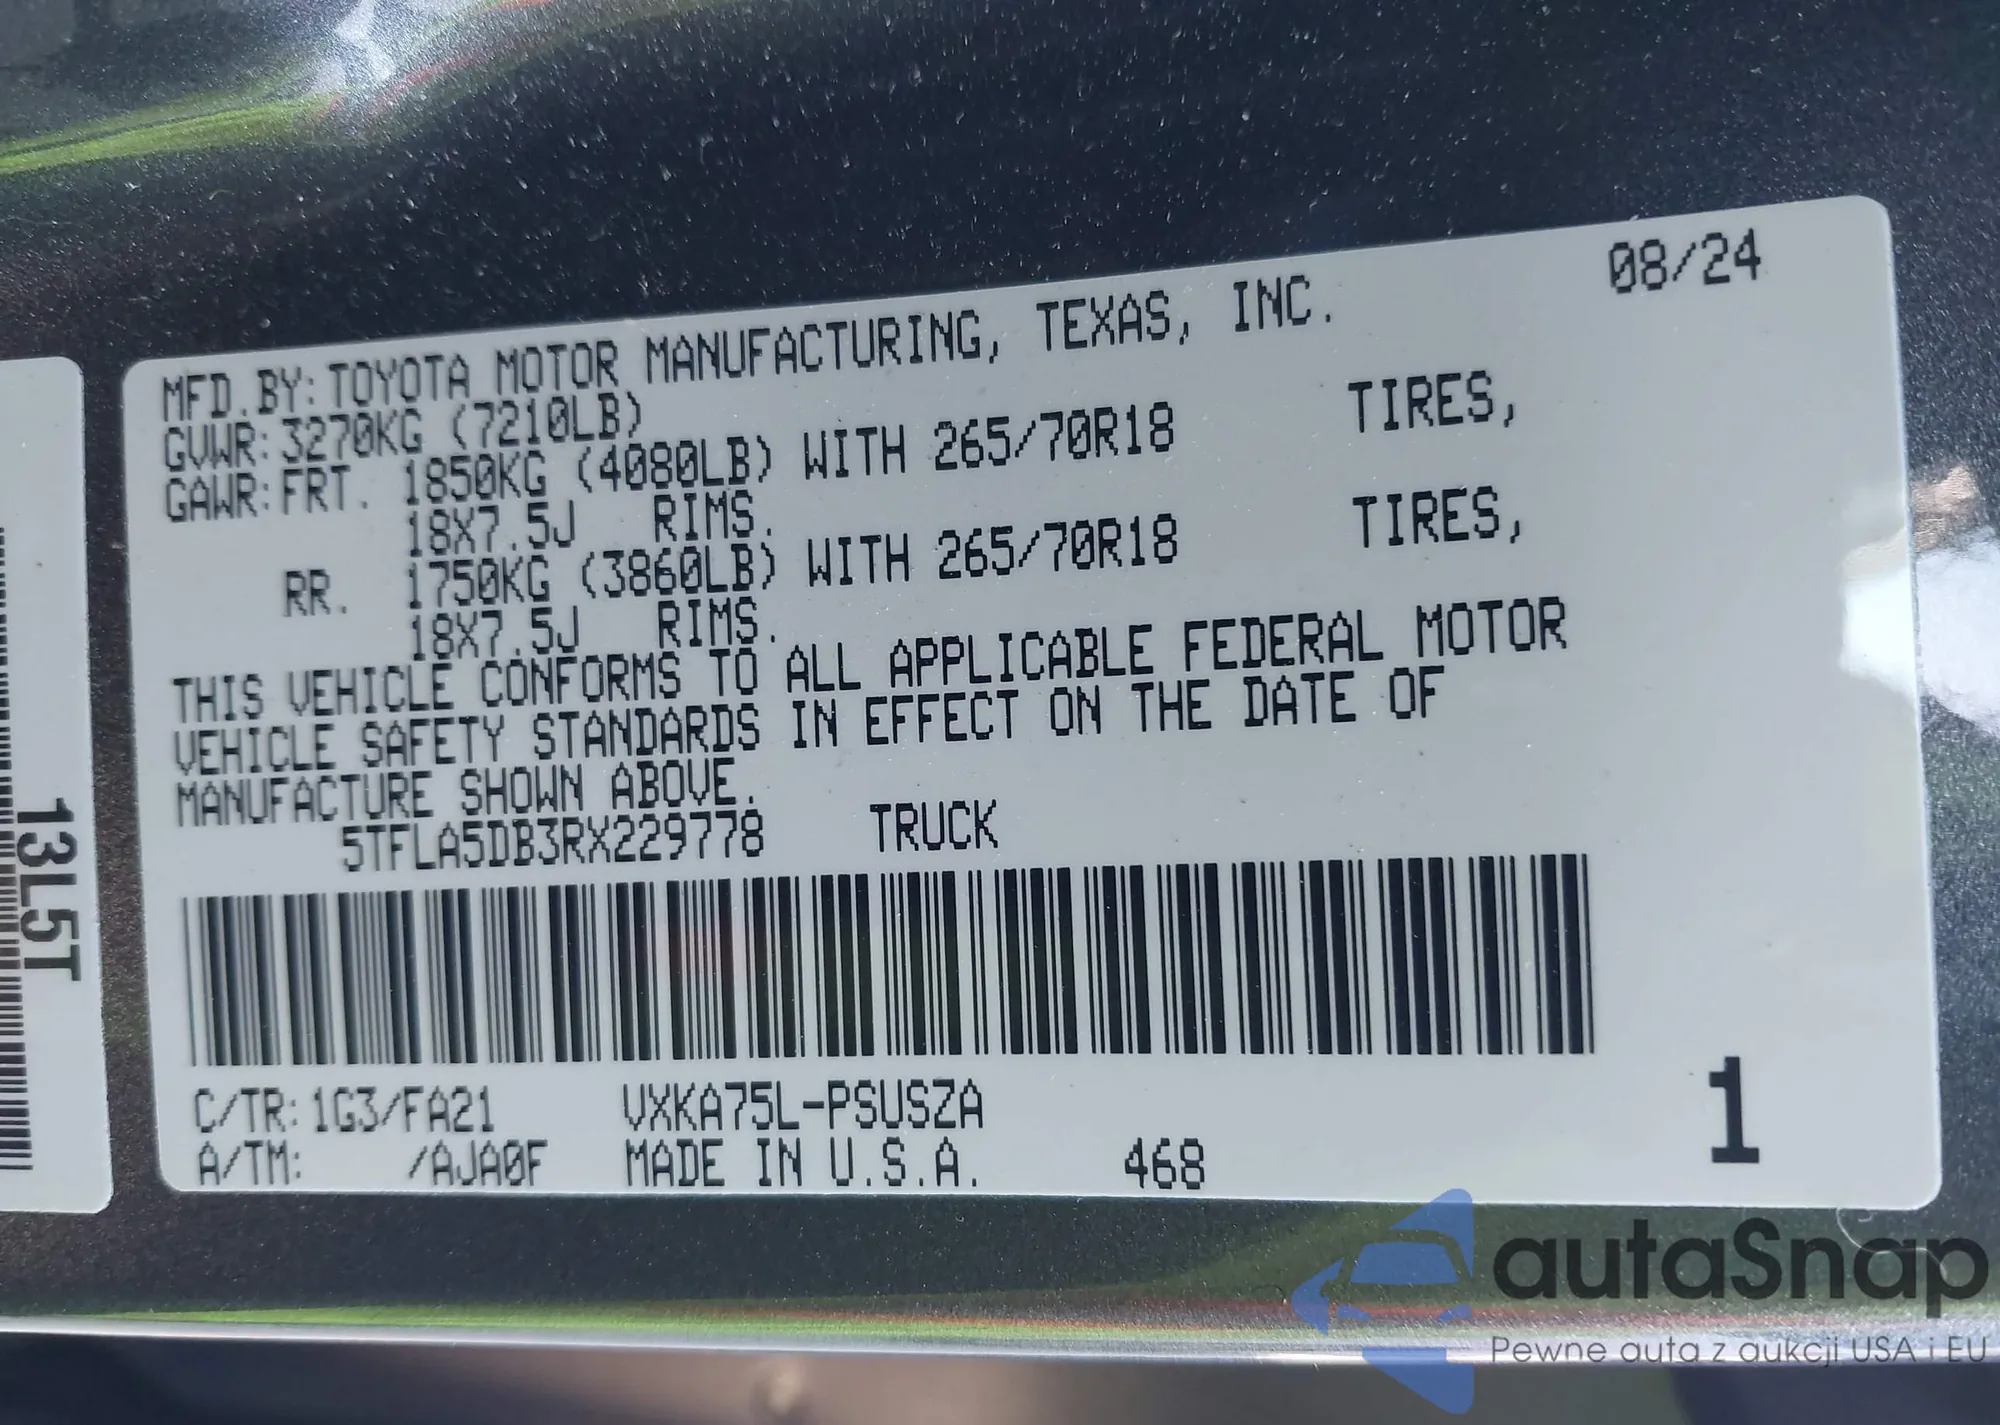 08/24
MFD.BY:TOYOTA MOTOR MANUFACTURING, TEXAS, INC.
GVWR:3270KG (7210LB)
GAWR:FRT. 1850KG (4080LB) WITH 265/70R18 TIRES,
18X7.5J RIMS.
RR. 1750KG (3860LB) WITH 265/70R18 TIRES,
18X7.5J RIMS.
THIS VEHICLE CONFORMS TO ALL APPLICABLE FEDERAL MOTOR
VEHICLE SAFETY STANDARDS IN EFFECT ON THE DATE OF
MANUFACTURE SHOWN ABOVE.
5TFLA5DB3RX229778 TRUCK
C/TR:1G3/FA21 VXKA75L-PSUSZA
A/TM: /AJA0F MADE IN U.S.A. 468
1
13L5T
autaSnap
Pewne auta z aukcji USA i EU